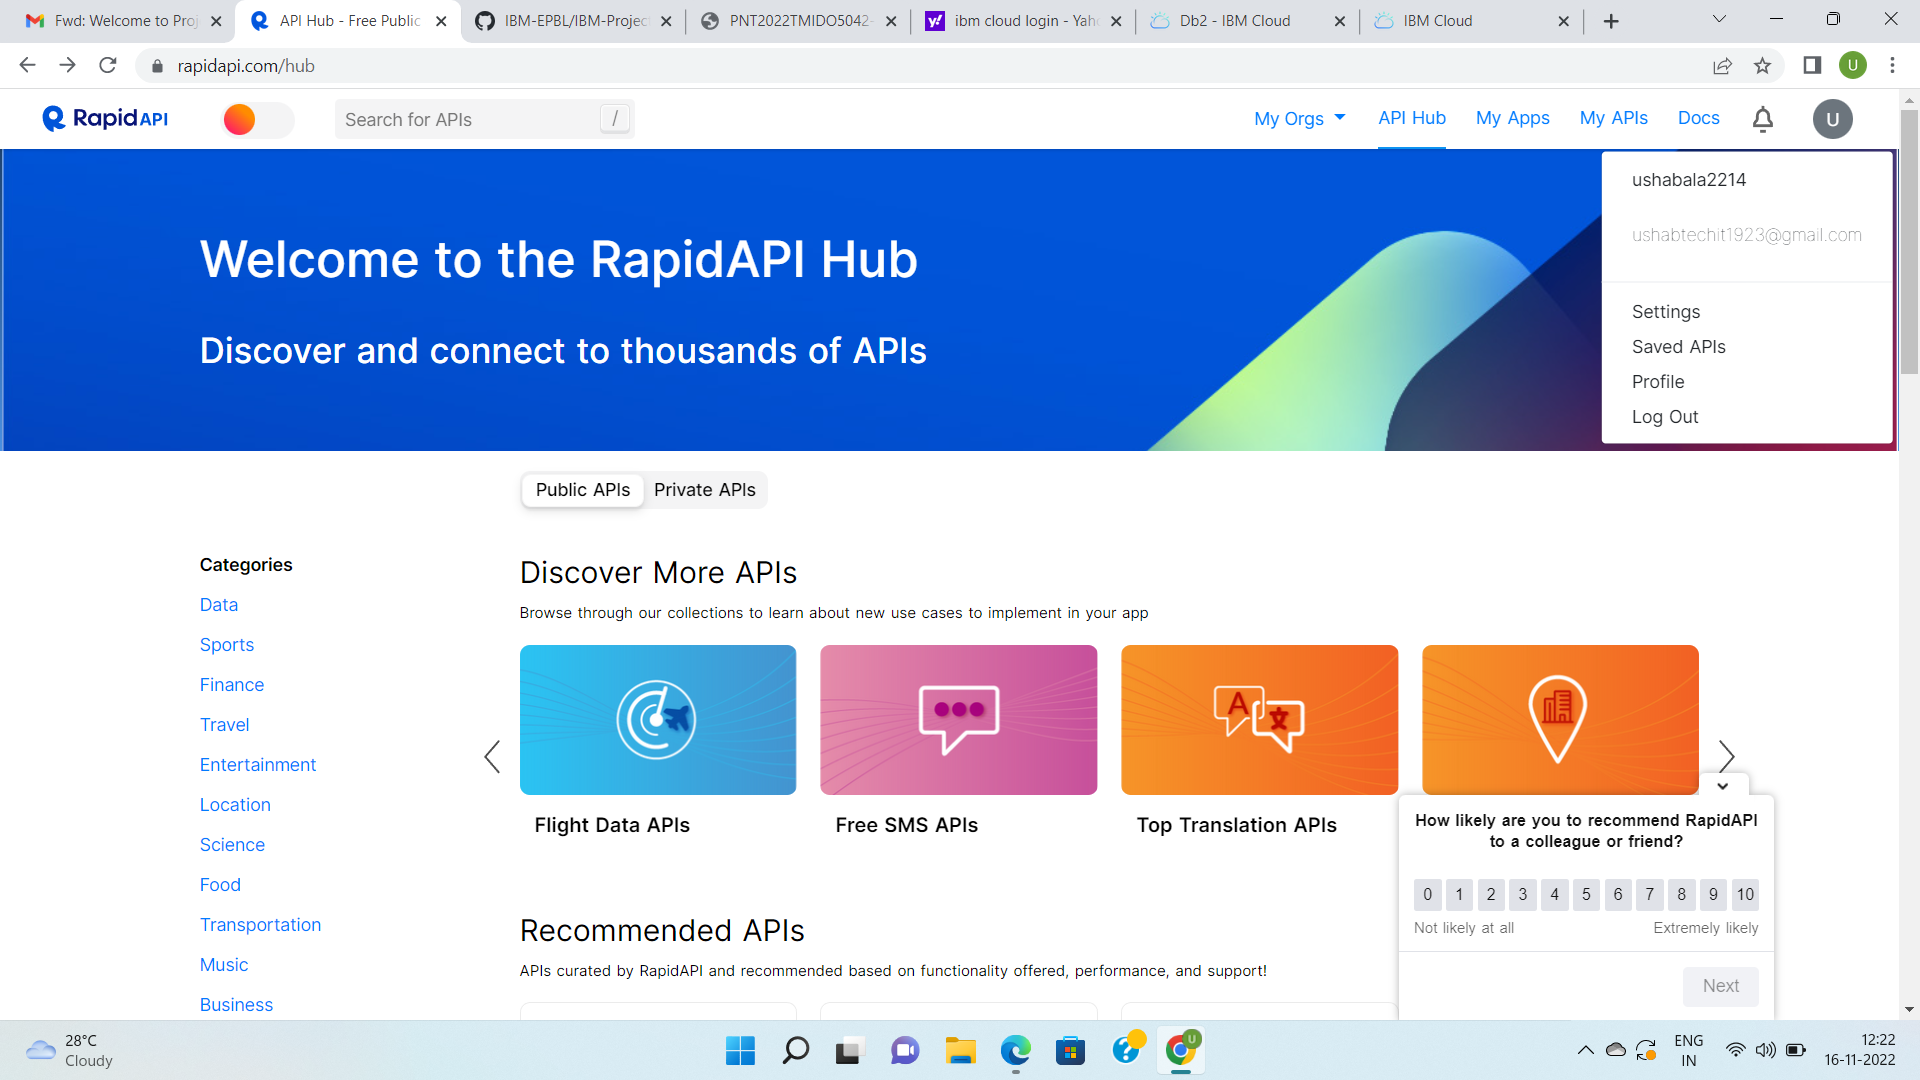 Fwd: Welcome to Proj
API Hub - Free Public
IBM-EPBL/IBM-Project
PNT2022TMIDO5042-
ibm cloud login - Yaho
Db2 - IBM Cloud
IBM Cloud
rapidapi.com/hub
U
Rapid API
Search for APIs
/
My Orgs
API Hub
My Apps
My APIs
Docs
U
ushabala2214
ushabtechit1923@gmail.com
Settings
Saved APIs
Profile
Log Out
Welcome to the RapidAPI Hub
Discover and connect to thousands of APIs
Public APIs
Private APIs
Categories
Data
Sports
Finance
Travel
Entertainment
Location
Science
Food
Transportation
Music
Business
Discover More APIs
Browse through our collections to learn about new use cases to implement in your app
A 文
Flight Data APIs
Free SMS APIs
Top Translation APIs
Recommended APIs
APIs curated by RapidAPI and recommended based on functionality offered, performance, and support!
How likely are you to recommend RapidAPI
to a colleague or friend?
0 1 2 3 4 5 6 7 8 9 10
Not likely at all
Extremely likely
Next
28°C
Cloudy
U
ENG
IN
12:22
16-11-2022